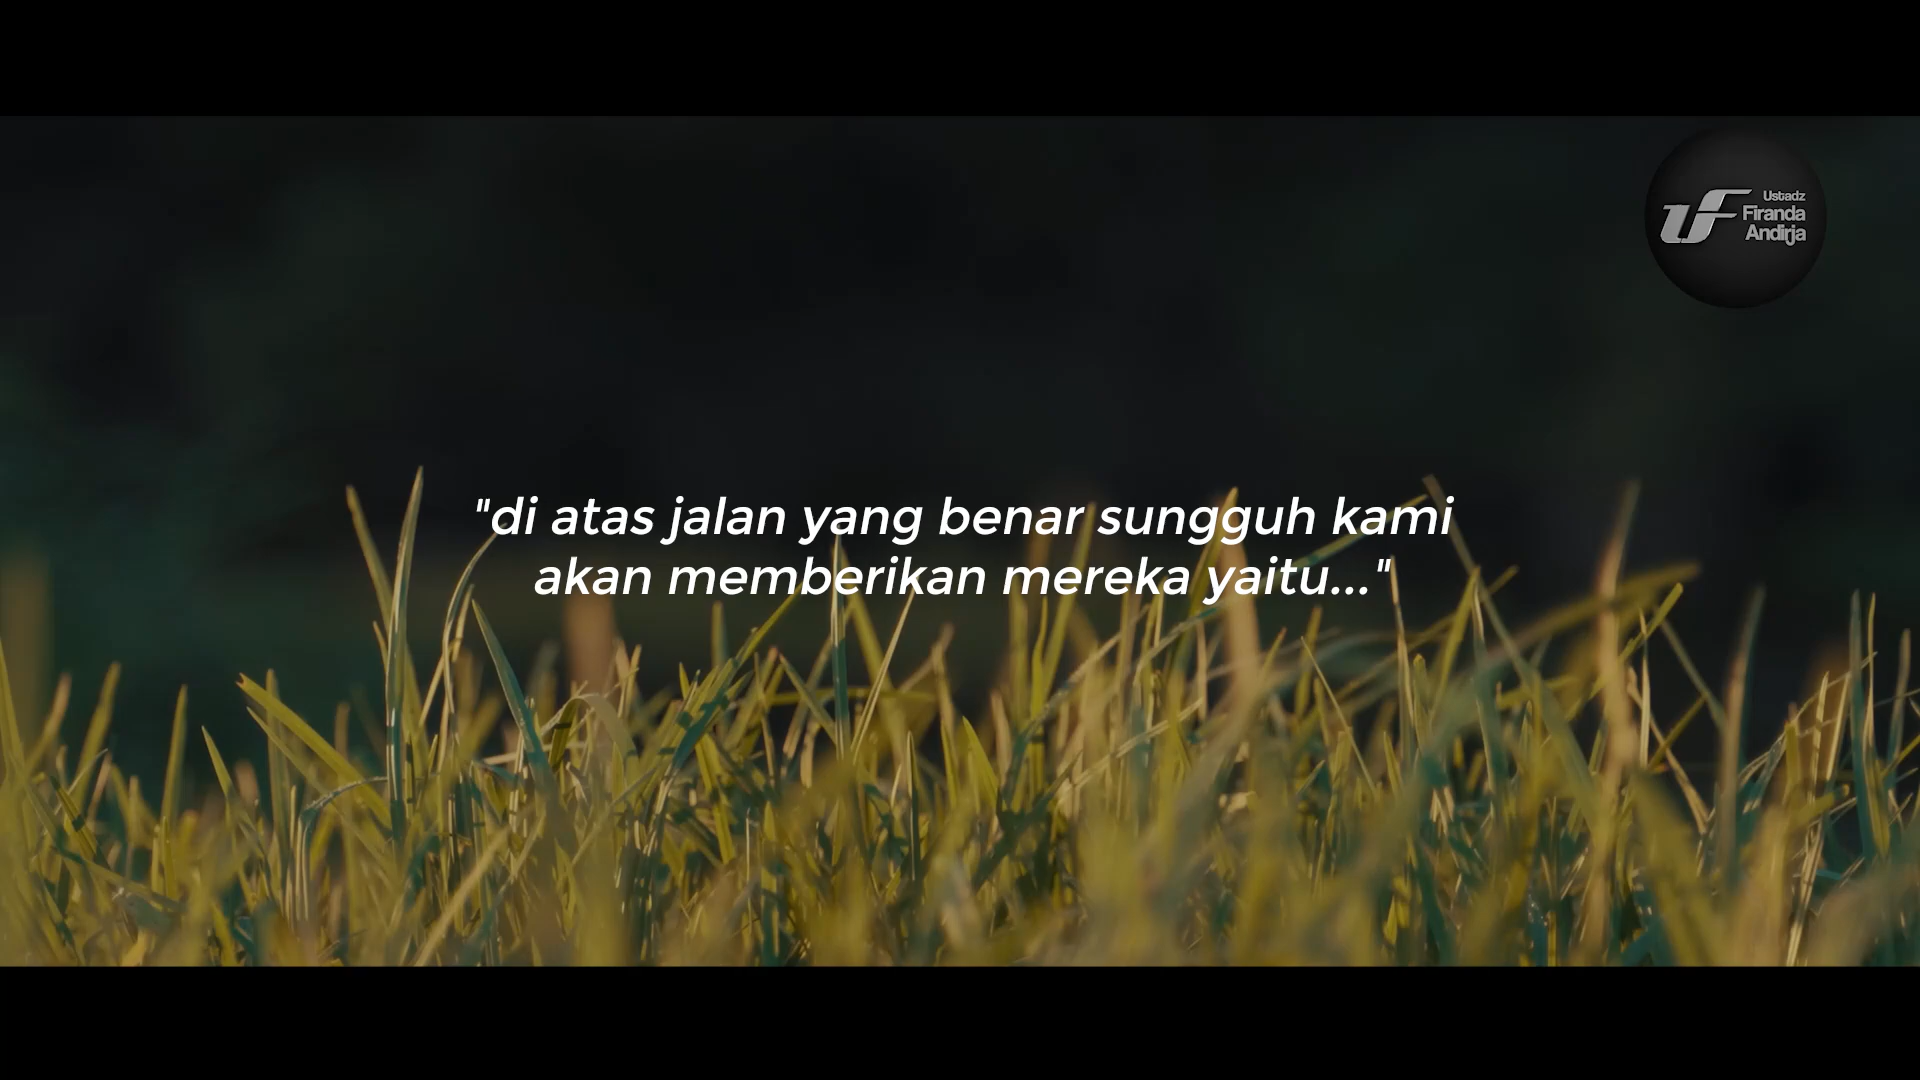 Ustadz
Firanda
Andirja
"di atas jalan yang benar sungguh kami
akan memberikan mereka yaitu..."